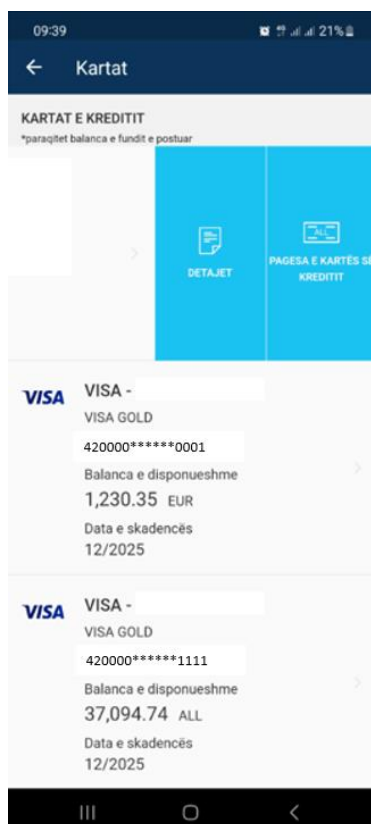 09:39 21%
Kartat
KARTAT E KREDITIT
*paraqitet balanca e fundit e postuar
DETAJET
ALL
PAGESA E KARTËS SË
KREDITIT
VISA
VISA -
VISA GOLD
420000******0001
Balanca e disponueshme
1,230.35 EUR
Data e skadencës
12/2025
VISA
VISA -
VISA GOLD
420000******1111
Balanca e disponueshme
37,094.74 ALL
Data e skadencës
12/2025